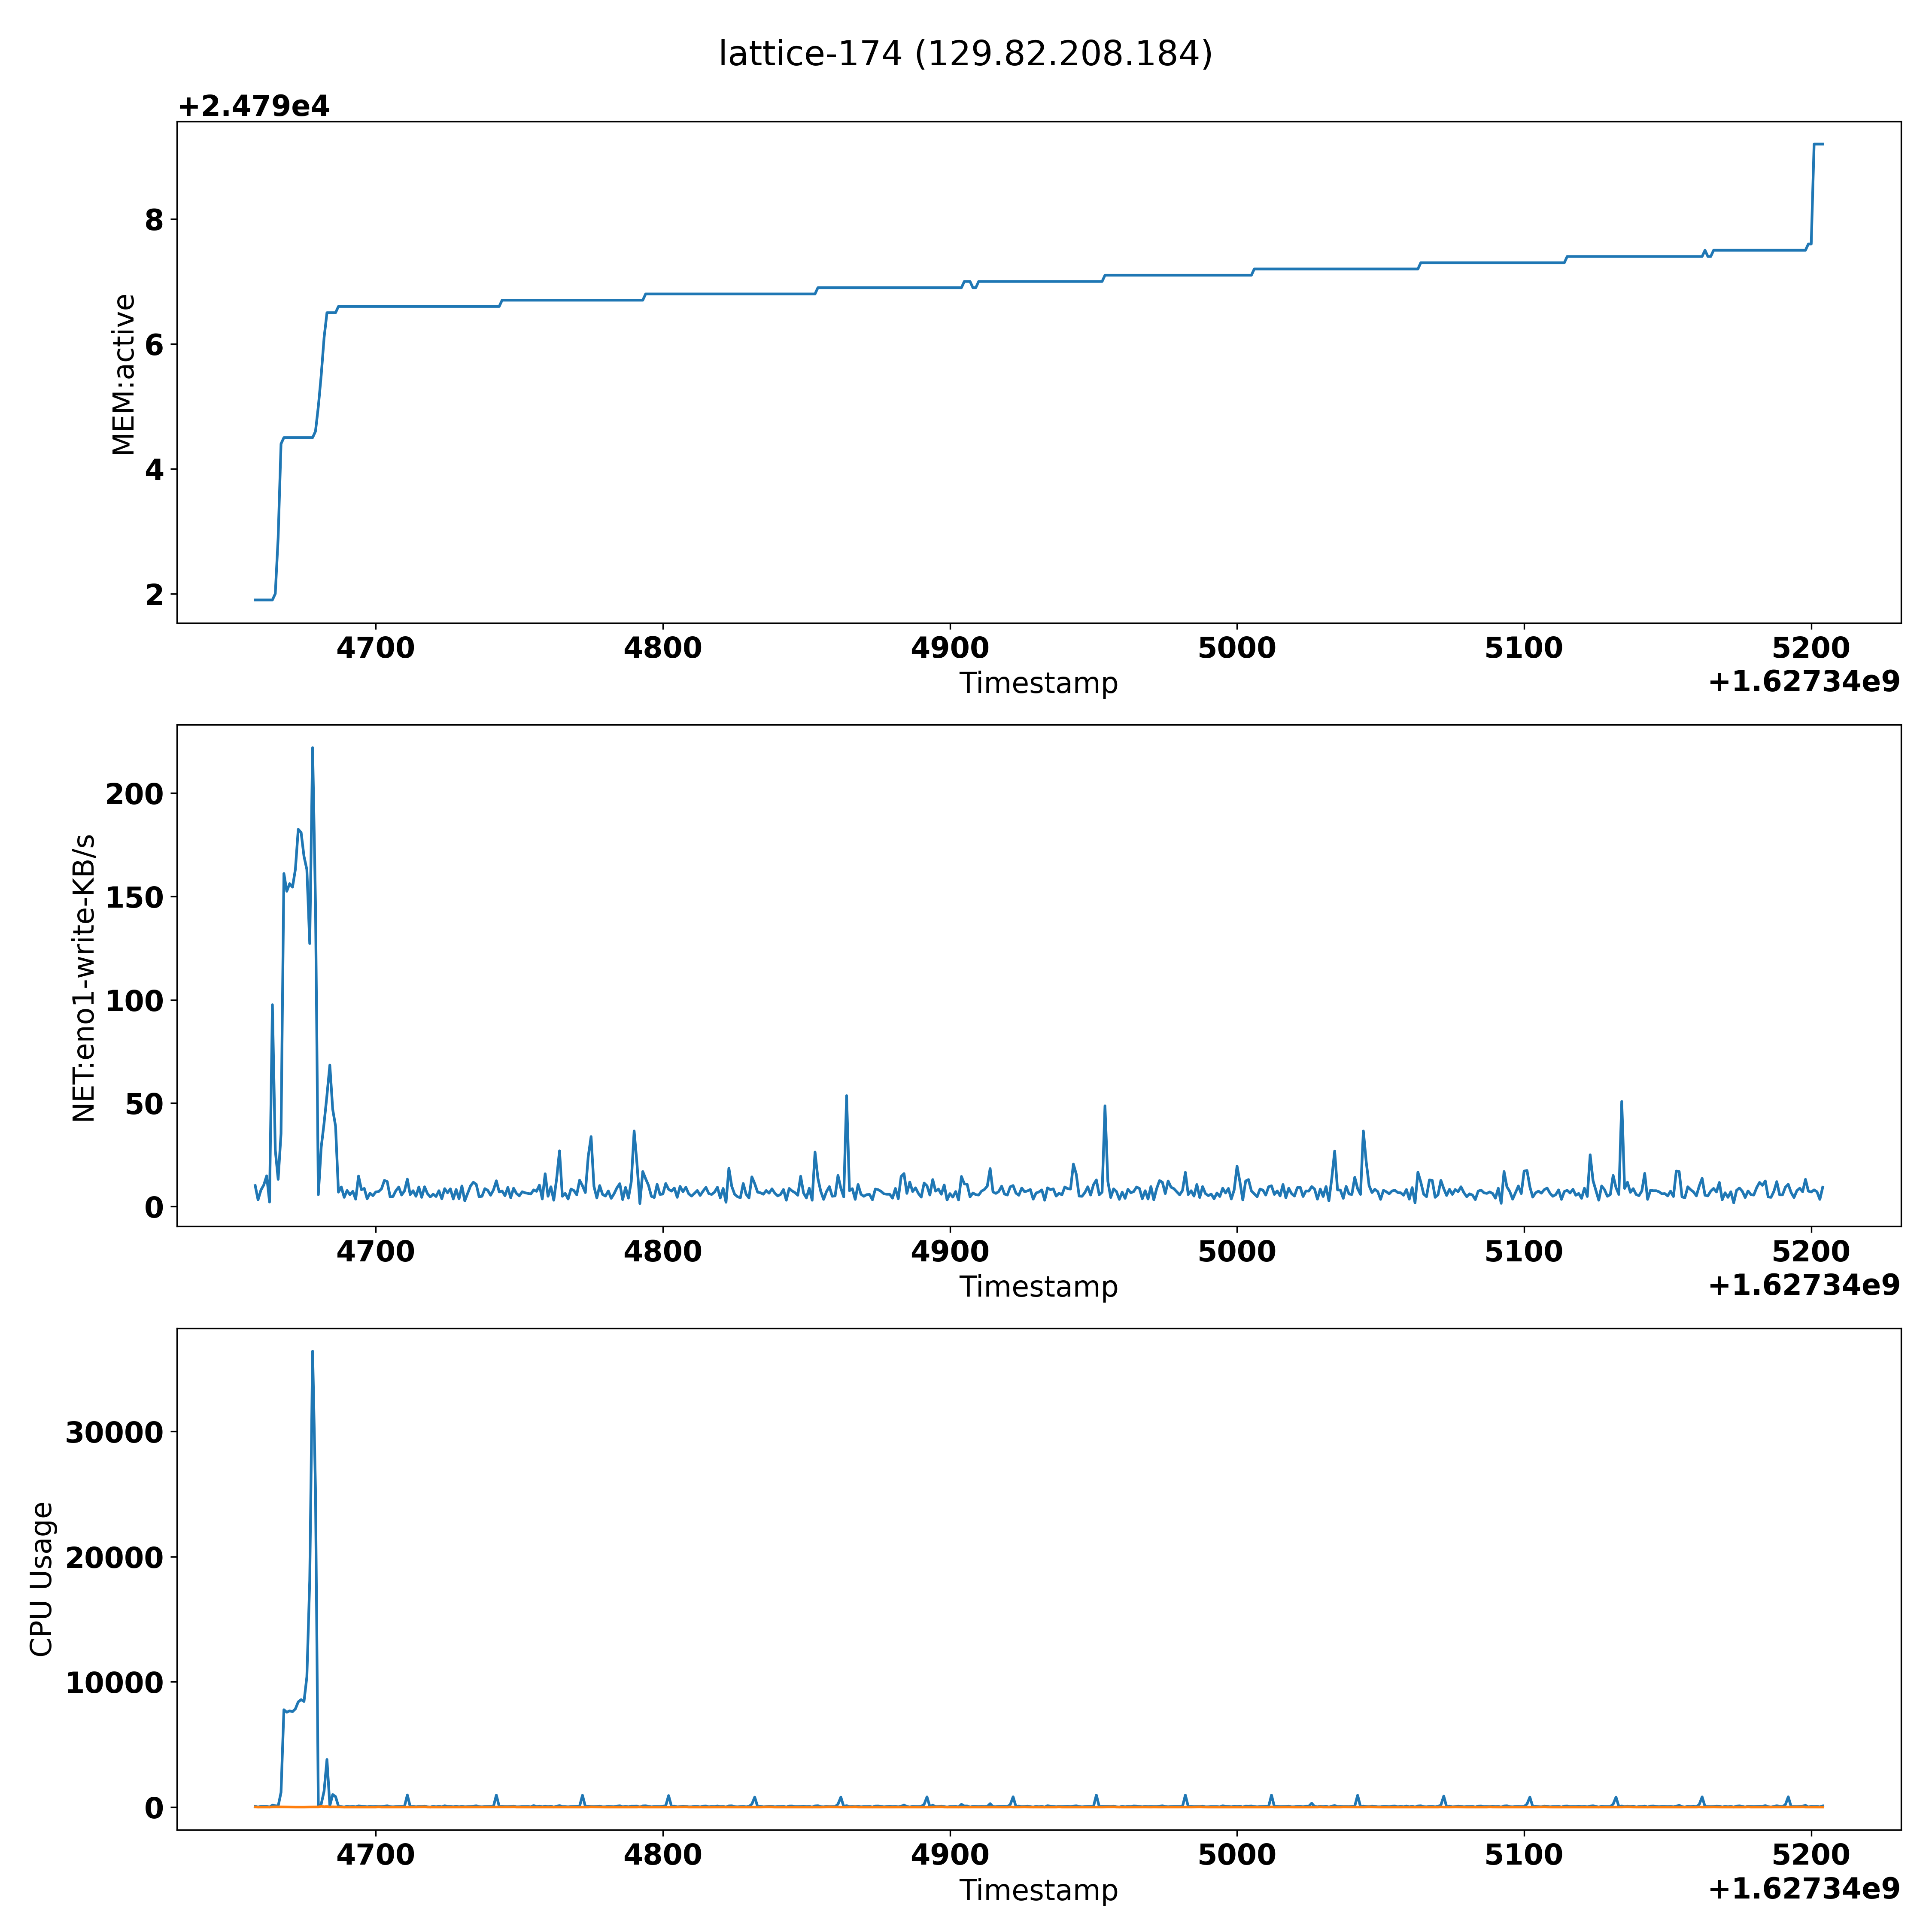 lattice-174 (129.82.208.184)
+2.479e4
8
6
4
2
MEM:active
4700 4800 4900 5000 5100 5200
Timestamp
+1.62734e9
200
150
100
50
0
NET:eno1-write-KB/s
4700 4800 4900 5000 5100 5200
Timestamp
+1.62734e9
30000
20000
10000
0
CPU Usage
4700 4800 4900 5000 5100 5200
Timestamp
+1.62734e9